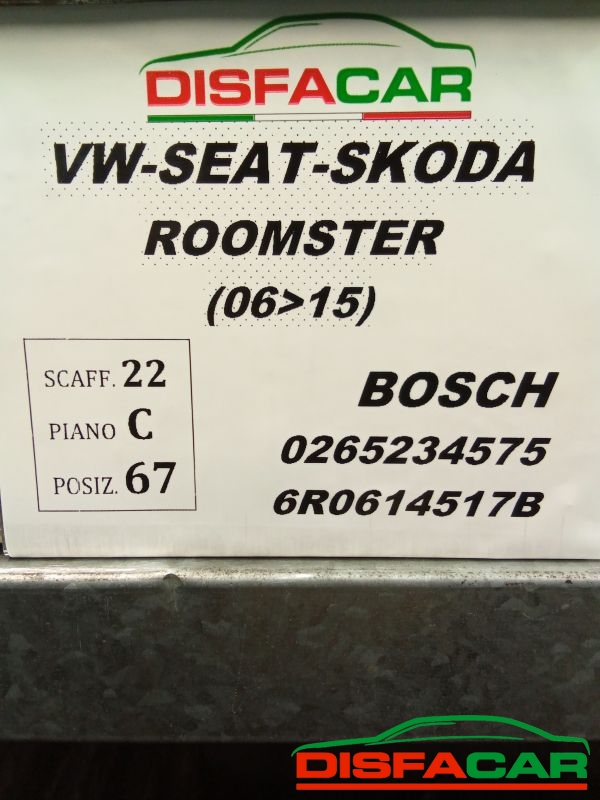 DISFACAR
VW-SEAT-SKODA
ROOMSTER
(06>15)
SCAFF. 22
PIANO C
POSIZ. 67
BOSCH
0265234575
6R0614517B
DISFACAR